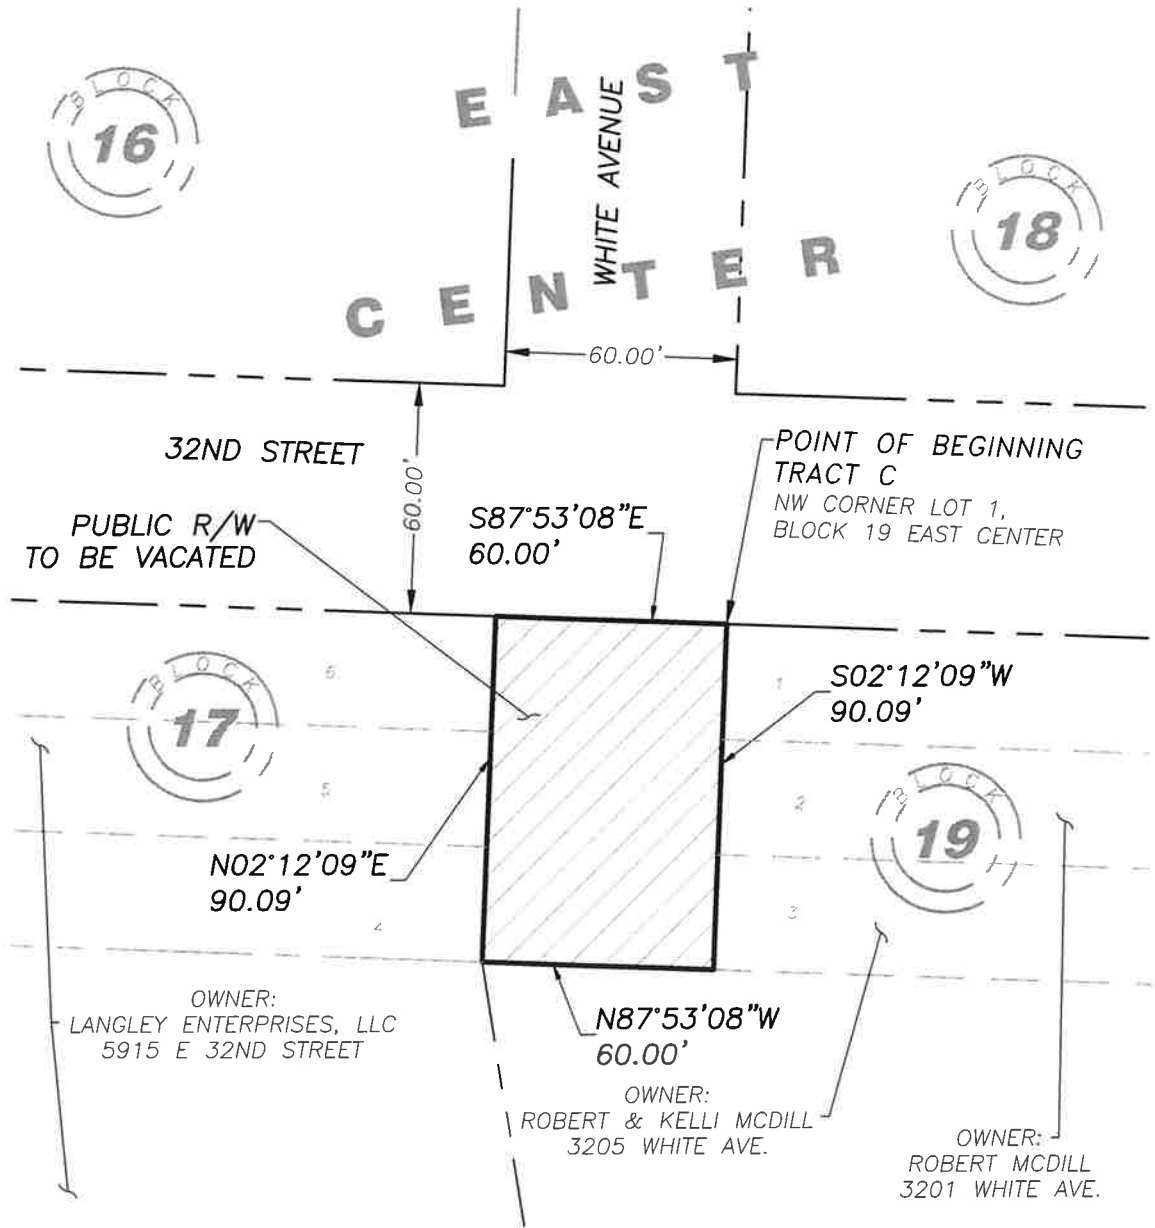 EAST
CENTER
WHITE AVENUE
BLOCK
16
BLOCK
18
60.00'
32ND STREET
60.00'
POINT OF BEGINNING
TRACT C
NW CORNER LOT 1,
BLOCK 19 EAST CENTER
PUBLIC R/W
TO BE VACATED
S87°53'08"E
60.00'
BLOCK
17
6
5
4
1
2
3
S02°12'09"W
90.09'
BLOCK
19
N02°12'09"E
90.09'
OWNER:
LANGLEY ENTERPRISES, LLC
5915 E 32ND STREET
N87°53'08"W
60.00'
OWNER:
ROBERT & KELLI MCDILL
3205 WHITE AVE.
OWNER:
ROBERT MCDILL
3201 WHITE AVE.